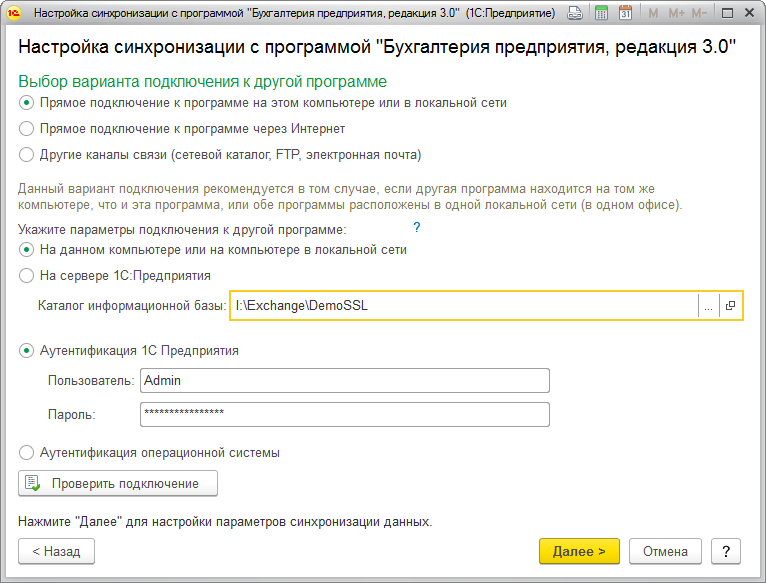 1С Настройка синхронизации с программой "Бухгалтерия предприятия, редакция 3.0" (1С:Предприятие) 31 M M+ M-
Настройка синхронизации с программой "Бухгалтерия предприятия, редакция 3.0"
Выбор варианта подключения к другой программе
Прямое подключение к программе на этом компьютере или в локальной сети
Прямое подключение к программе через Интернет
Другие каналы связи (сетевой каталог, FTP, электронная почта)
Данный вариант подключения рекомендуется в том случае, если другая программа находится на том же
компьютере, что и эта программа, или обе программы расположены в одной локальной сети (в одном офисе).
Укажите параметры подключения к другой программе: ?
На данном компьютере или на компьютере в локальной сети
На сервере 1С:Предприятия
Каталог информационной базы: I:\Exchange\DemoSSL ...
Аутентификация 1С Предприятия
Пользователь: Admin
Пароль: ****************
Аутентификация операционной системы
Проверить подключение
Нажмите "Далее" для настройки параметров синхронизации данных.
< Назад Далее > Отмена ?